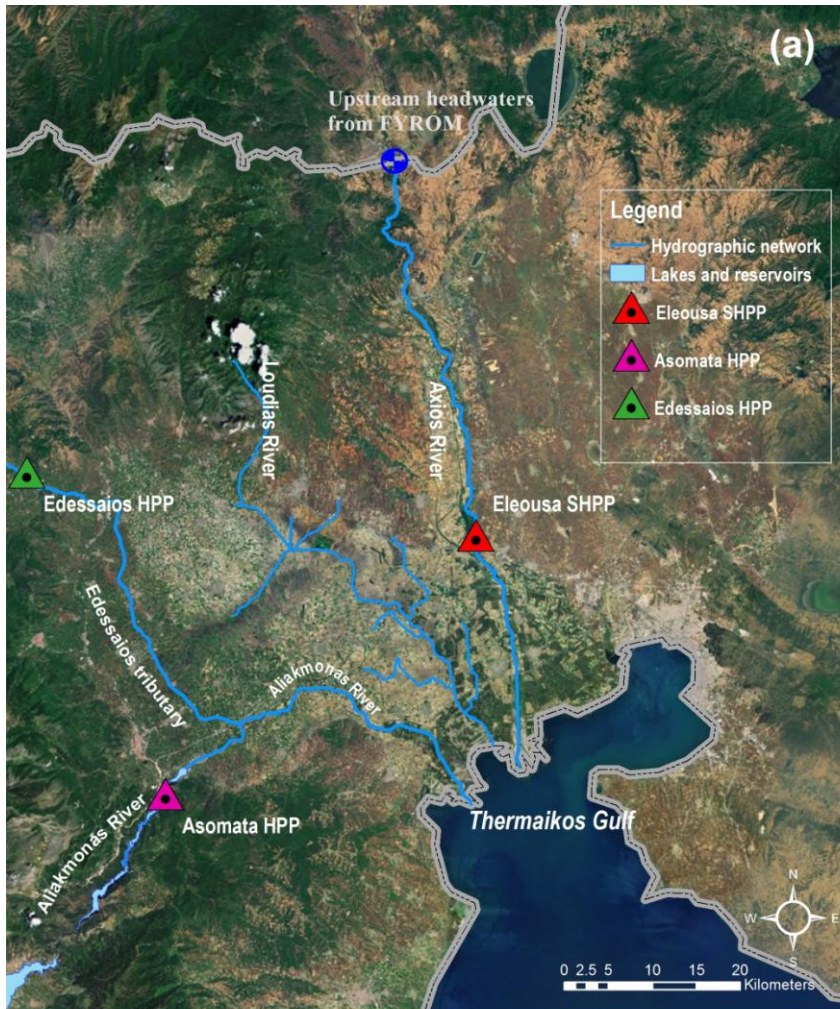 (a)
Upstream headwaters
from FYROM
Legend
Hydrographic network
Lakes and reservoirs
Eleousa SHPP
Asomata HPP
Edessaios HPP
Loudias River
Axios River
Edessaios HPP
Eleousa SHPP
Edessaios tributary
Aliakmonas River
Aliakmonas River
Asomata HPP
Thermaikos Gulf
N
W E
S
0 2.5 5 10 15 20
Kilometers